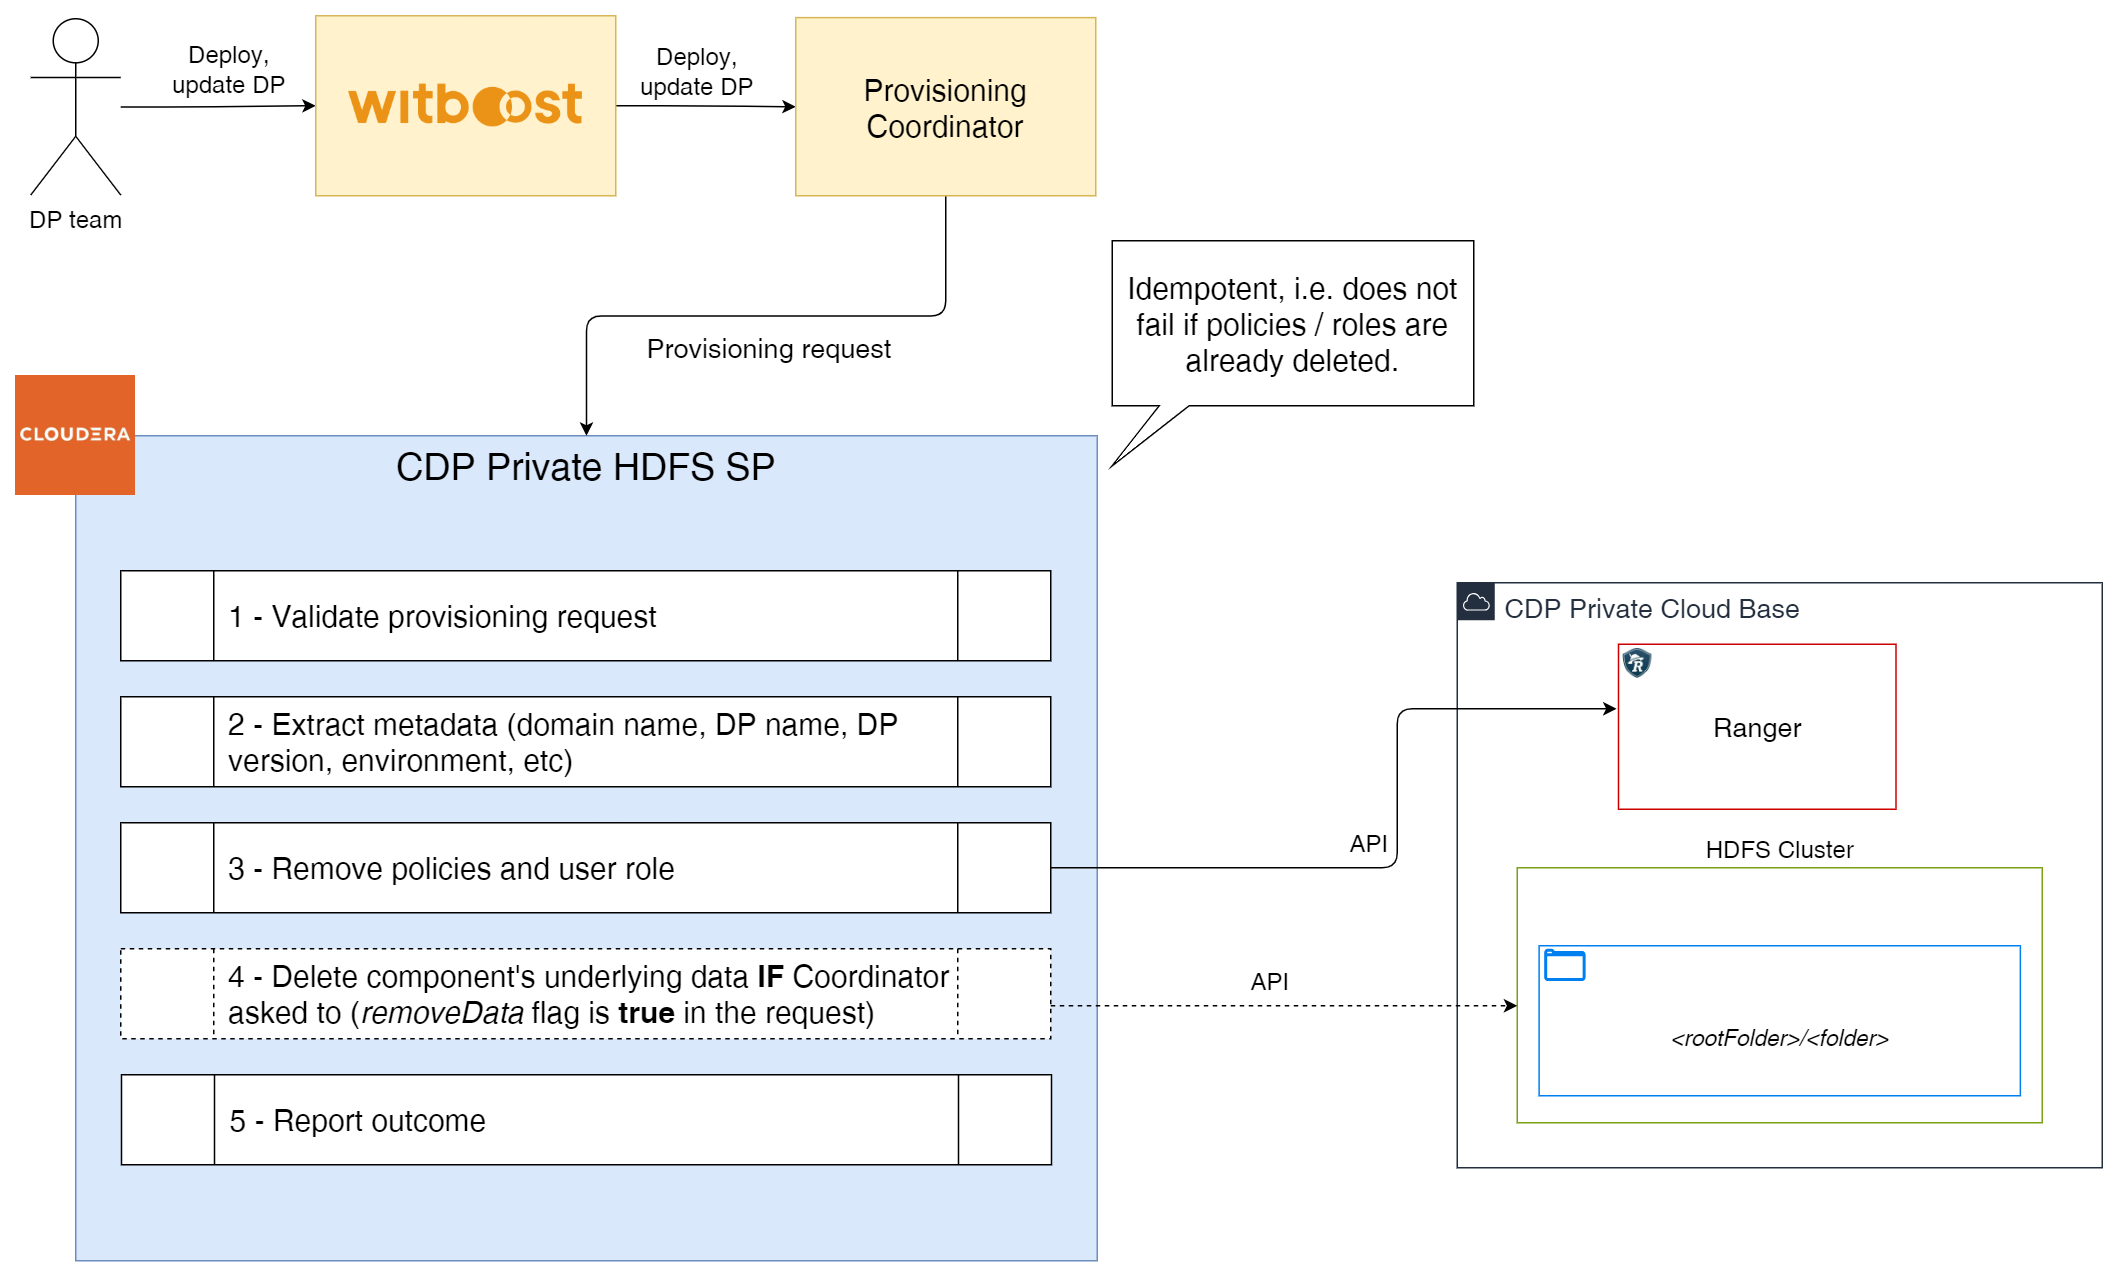 Deploy,
update DP
witboost
Deploy,
update DP
Provisioning
Coordinator
DP team
Idempotent, i.e. does not
fail if policies / roles are
already deleted.
Provisioning request
CLOUDERA
CDP Private HDFS SP
1 - Validate provisioning request
2 - Extract metadata (domain name, DP name, DP
version, environment, etc)
3 - Remove policies and user role
4 - Delete component's underlying data IF Coordinator
asked to (removeData flag is true in the request)
5 - Report outcome
API
API
CDP Private Cloud Base
R
Ranger
HDFS Cluster
<rootFolder>/<folder>